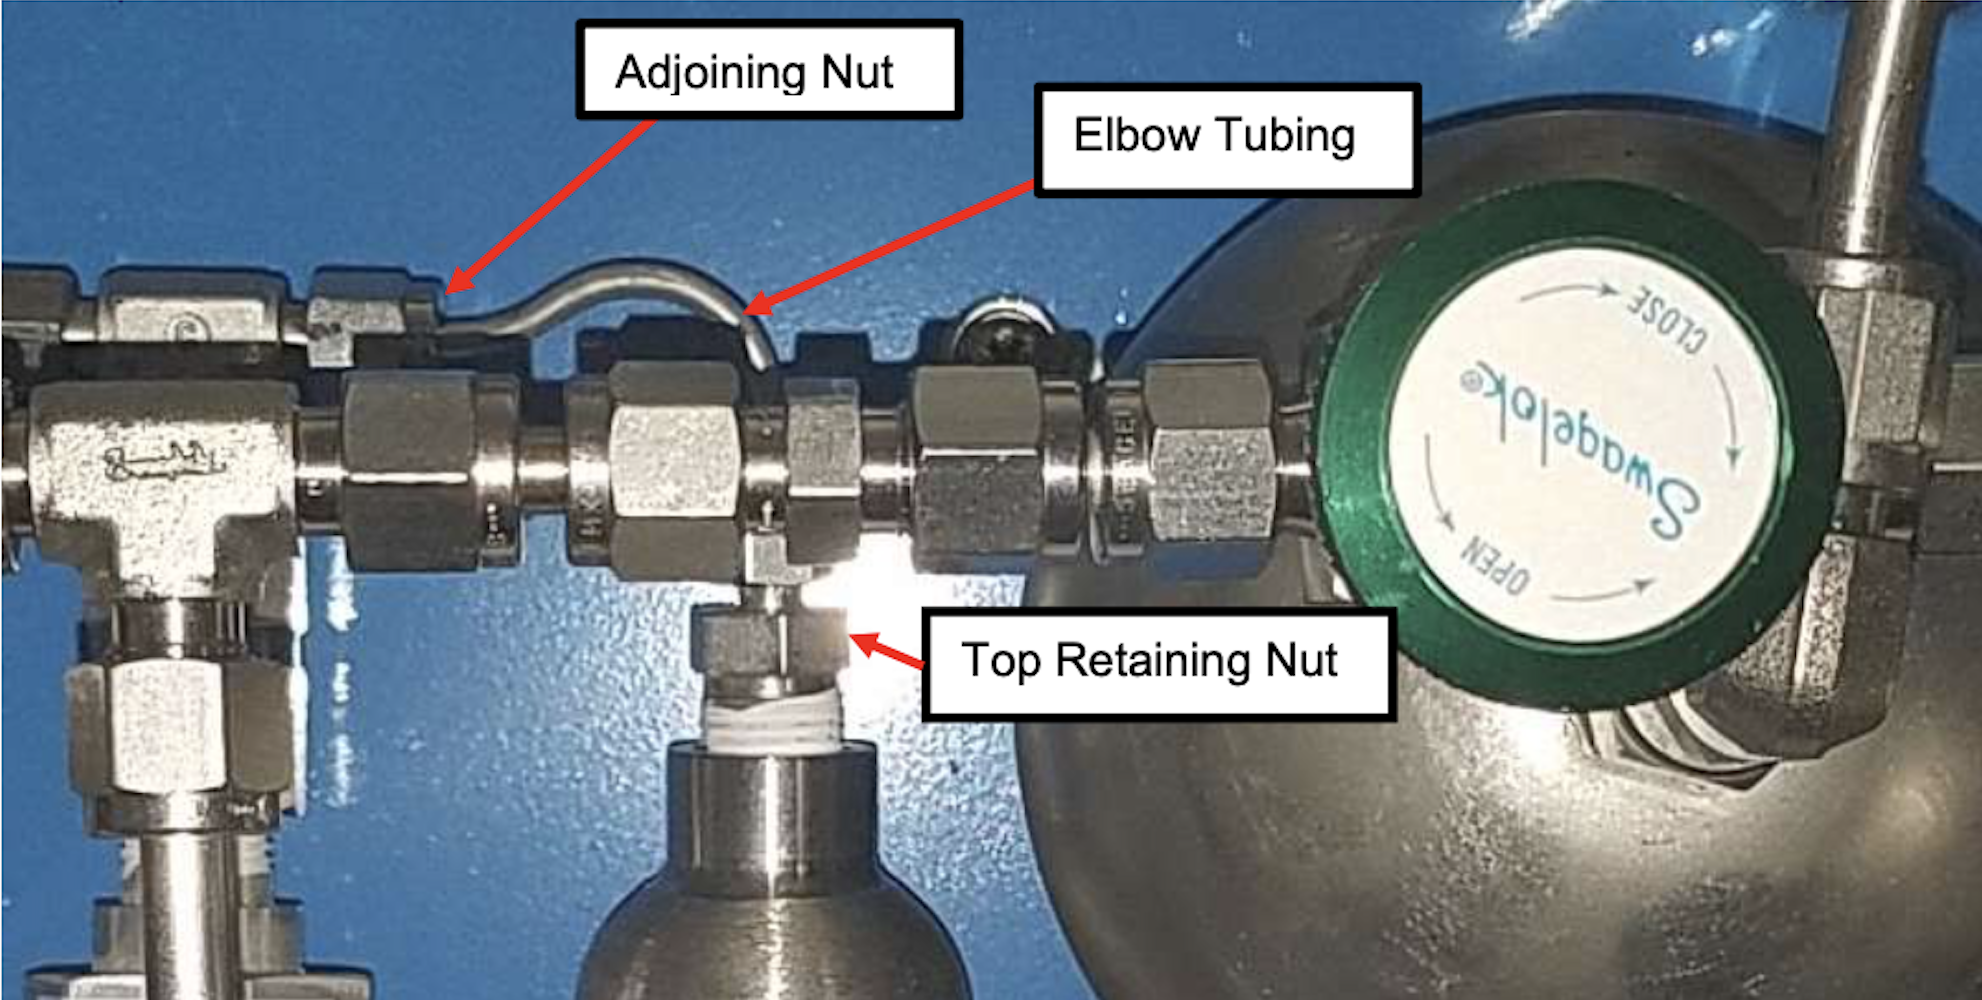 Adjoining Nut
Elbow Tubing
CLOSE
Swagelok®
OPEN
Top Retaining Nut